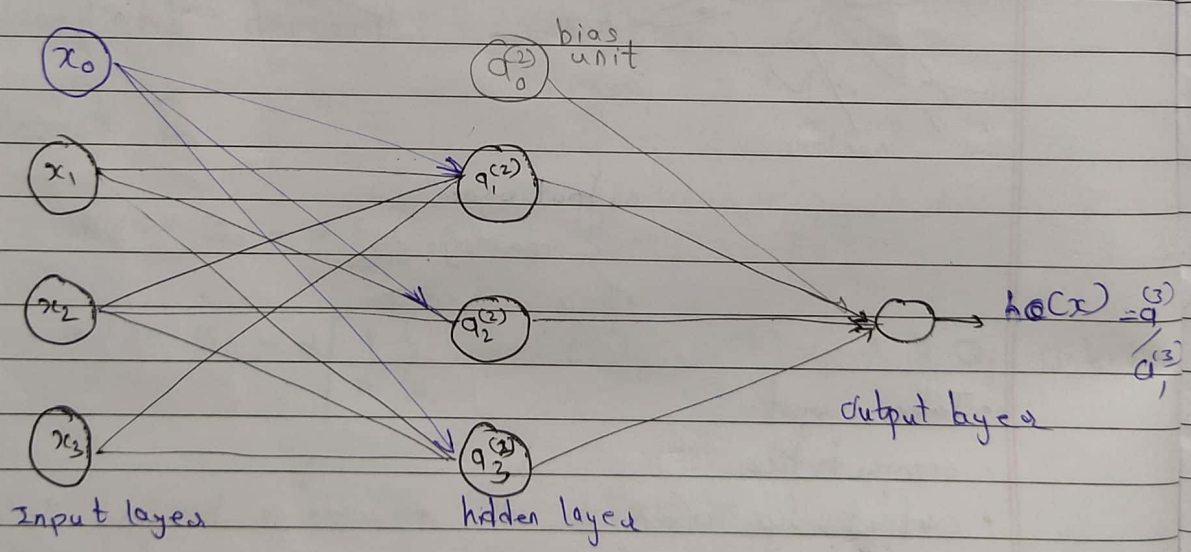 x₀
a₀⁽²⁾ bias unit
x₁
a₁⁽²⁾
x₂
a₂⁽²⁾
hθ(x) = a⁽³⁾ / a₁⁽³⁾
x₃
a₃⁽²⁾
Output layer
Input layer
hidden layer